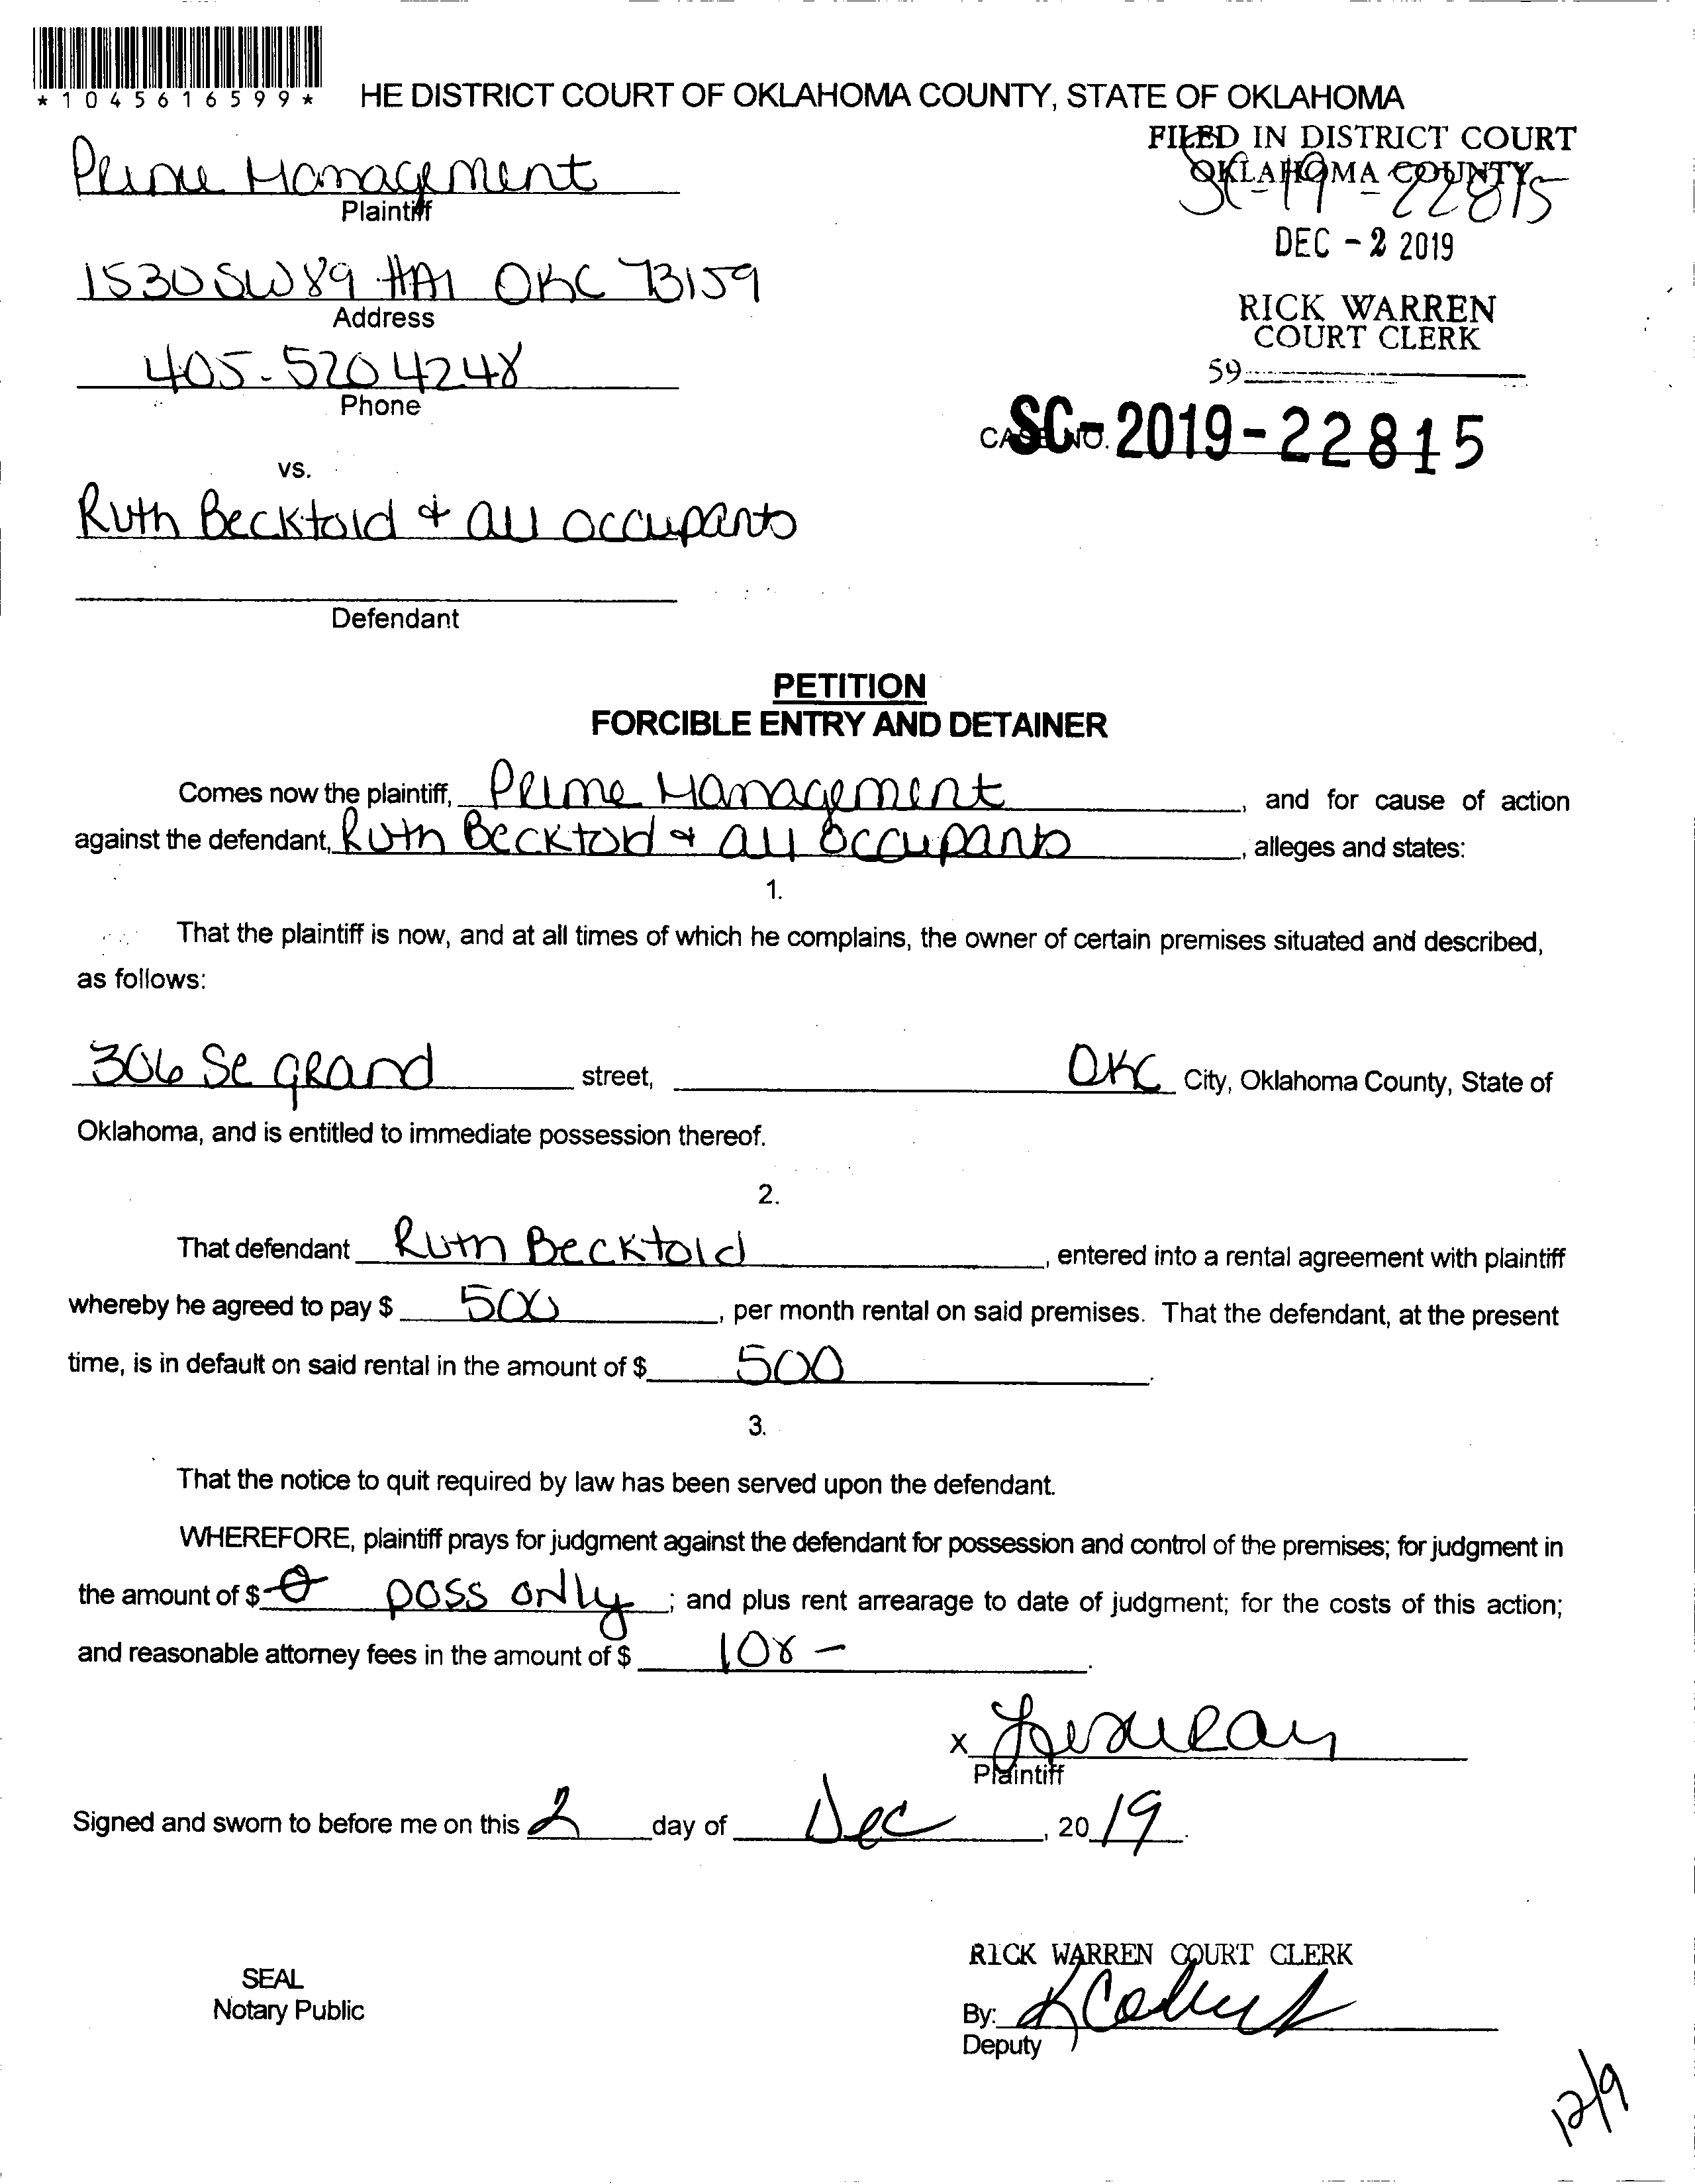 *1045616599*
HE DISTRICT COURT OF OKLAHOMA COUNTY, STATE OF OKLAHOMA
FILED IN DISTRICT COURT
OKLAHOMA COUNTY
SC-19-22815
DEC - 2 2019
RICK WARREN
COURT CLERK
59
CASE NO. SC-2019-22815
Prime Management
Plaintiff
1530 SW 89 #A1 OKC 73159
Address
405-520 4248
Phone
vs.
Ruth Becktold + all occupants
Defendant
PETITION
FORCIBLE ENTRY AND DETAINER
Comes now the plaintiff, Prime Management, and for cause of action
against the defendant, Ruth Becktold + all occupants, alleges and states:
1.
That the plaintiff is now, and at all times of which he complains, the owner of certain premises situated and described,
as follows:
306 Se grand street, OKC City, Oklahoma County, State of
Oklahoma, and is entitled to immediate possession thereof.
2.
That defendant Ruth Becktold, entered into a rental agreement with plaintiff
whereby he agreed to pay $ 500, per month rental on said premises. That the defendant, at the present
time, is in default on said rental in the amount of $ 500.
3.
That the notice to quit required by law has been served upon the defendant.
WHEREFORE, plaintiff prays for judgment against the defendant for possession and control of the premises; for judgment in
the amount of $ 0 poss only; and plus rent arrearage to date of judgment; for the costs of this action;
and reasonable attorney fees in the amount of $ 108 -.
X
Plaintiff
Signed and sworn to before me on this 2 day of Dec, 2019.
RICK WARREN COURT CLERK
SEAL
Notary Public
By:
Deputy
12/9